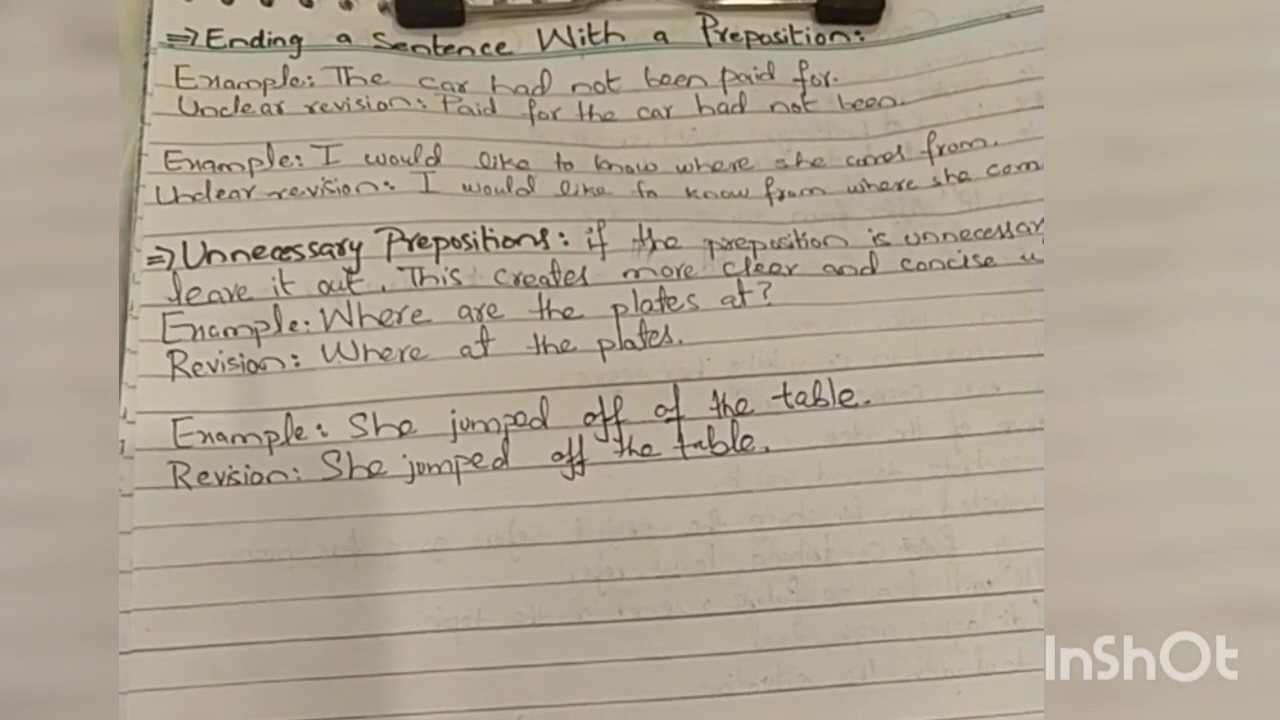 ⇒ Ending a Sentence With a Preposition:
Example: The car had not been paid for.
Unclear revision: Paid for the car had not been.
Example: I would like to know where she comes from.
Unclear revision: I would like to know from where she com
⇒ Unnecessary Prepositions: if the preposition is unnecessar
leave it out. This creates more clear and concise
Example: Where are the plates at?
Revision: Where at the plates.
Example: She jumped off of the table.
Revision: She jumped off the table.
InShOt